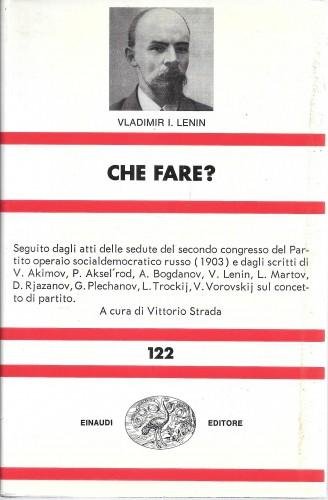 VLADIMIR I. LENIN
CHE FARE?
Seguito dagli atti delle sedute del secondo congresso del Par-
tito operaio socialdemocratico russo (1903) e dagli scritti di
V. Akimov, P. Aksel'rod, A. Bogdanov, V. Lenin, L. Martov,
D. Rjazanov, G. Plechanov, L. Trockij, V. Vorovskij sul concet-
to di partito.
A cura di Vittorio Strada
122
EINAUDI EDITORE